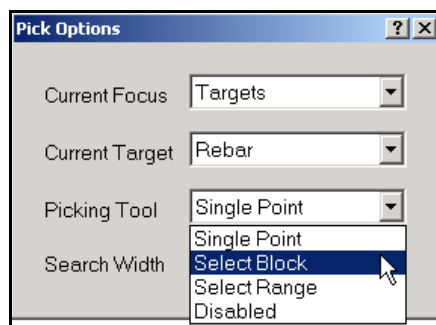 Pick Options
Current Focus Targets
Current Target Rebar
Picking Tool Single Point
Single Point
Search Width Select Block
Select Range
Disabled